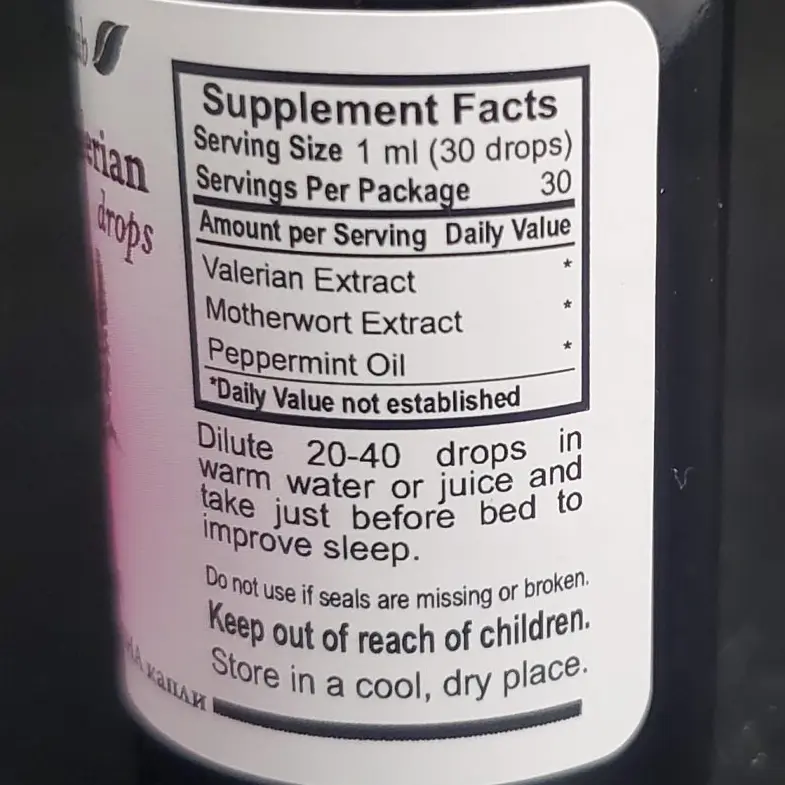 drops
Supplement Facts
Serving Size 1 ml (30 drops)
Servings Per Package 30
Amount per Serving Daily Value
Valerian Extract *
Motherwort Extract *
Peppermint Oil *
*Daily Value not established
Dilute 20-40 drops in
warm water or juice and
take just before bed to
improve sleep.
Do not use if seals are missing or broken.
Keep out of reach of children.
Store in a cool, dry place.
капли